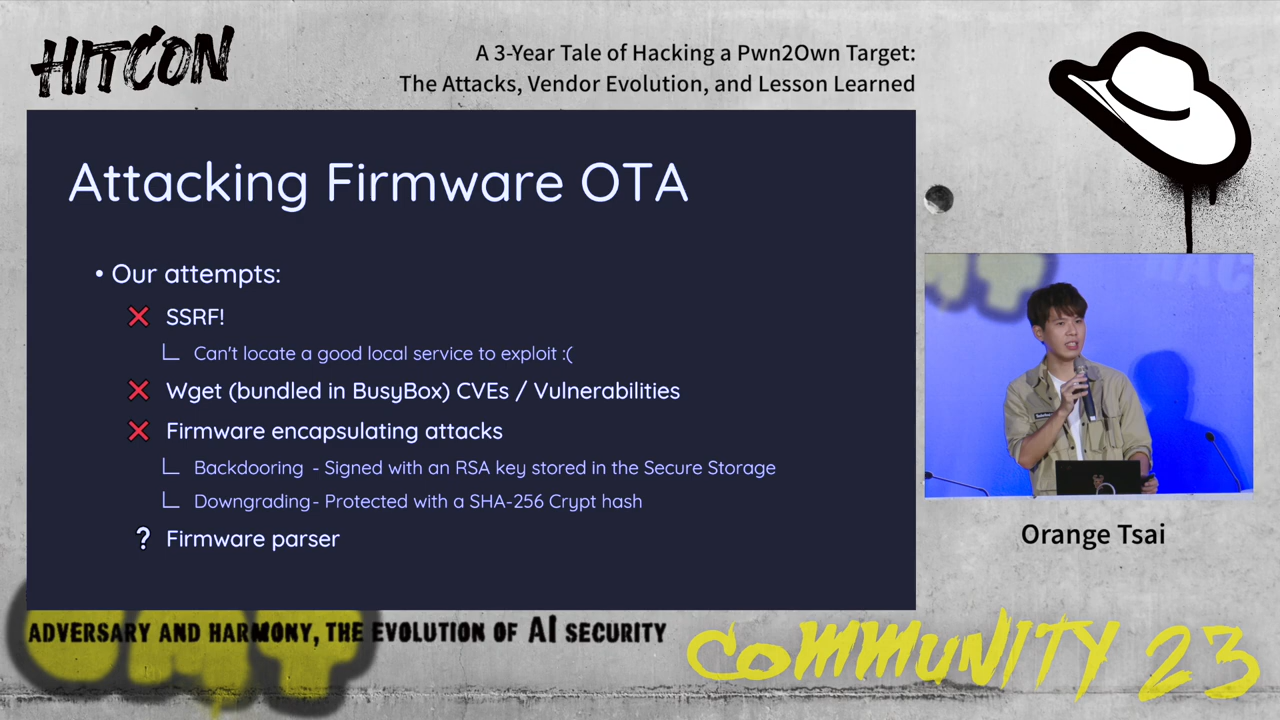 HITCON
A 3-Year Tale of Hacking a Pwn2Own Target:
The Attacks, Vendor Evolution, and Lesson Learned
Attacking Firmware OTA
• Our attempts:
❌ SSRF!
Can't locate a good local service to exploit :(
❌ Wget (bundled in BusyBox) CVEs / Vulnerabilities
❌ Firmware encapsulating attacks
Backdooring - Signed with an RSA key stored in the Secure Storage
Downgrading - Protected with a SHA-256 Crypt hash
? Firmware parser
Orange Tsai
ADVERSARY AND HARMONY, THE EVOLUTION OF AI SECURITY
COMMUNITY 23